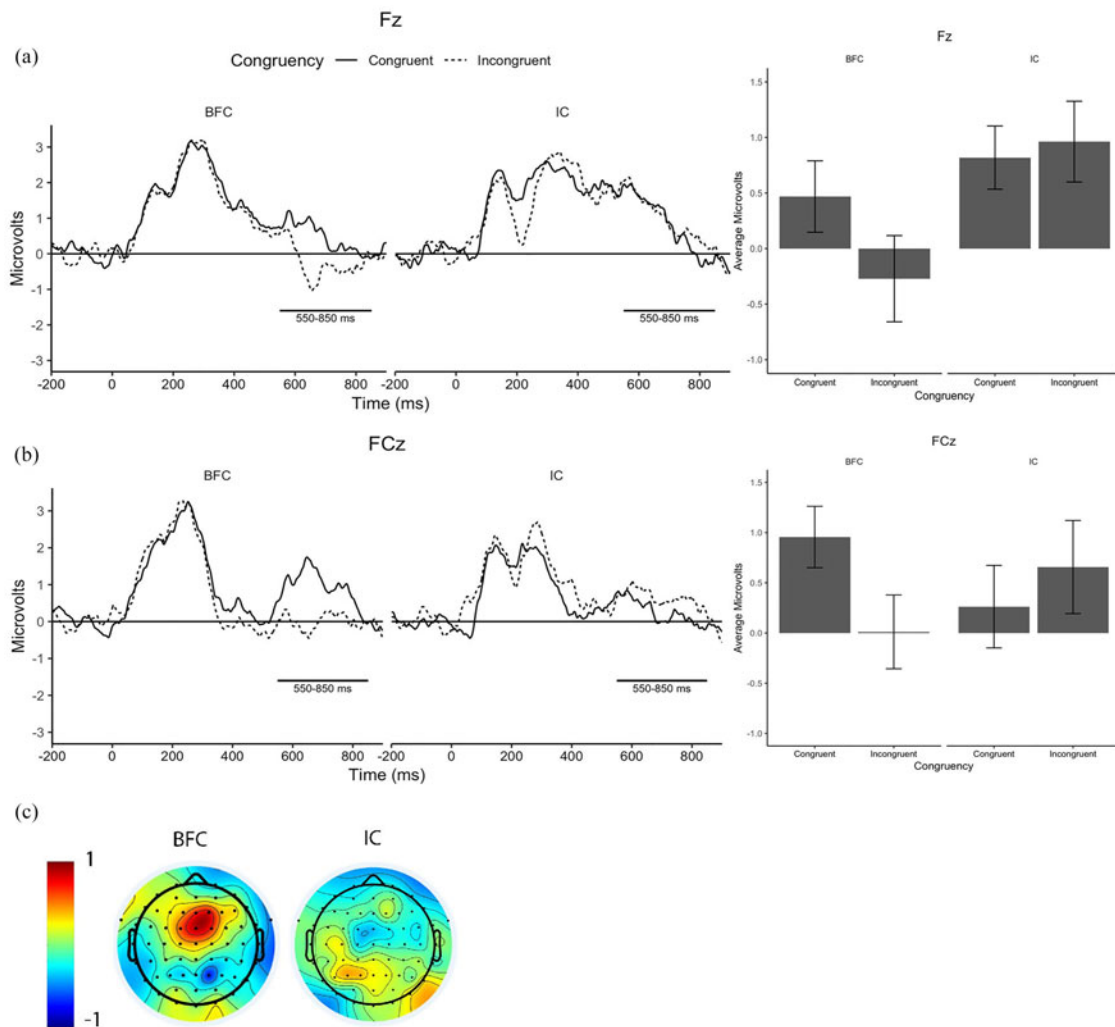 Fz
(a)
Congruency Congruent Incongruent
BFC IC
3
2
1
0
-1
-2
-3
Microvolts
550-850 ms 550-850 ms
-200 0 200 400 600 800 -200 0 200 400 600 800
Time (ms) Time (ms)
Fz
BFC IC
1.5
1.0
0.5
0.0
-0.5
-1.0
Average Microvolts
Congruent Incongruent Congruent Incongruent
Congruency
FCz
(b)
BFC IC
3
2
1
0
-1
-2
-3
Microvolts
550-850 ms 550-850 ms
-200 0 200 400 600 800 -200 0 200 400 600 800
Time (ms) Time (ms)
FCz
BFC IC
1.5
1.0
0.5
0.0
-0.5
-1.0
Average Microvolts
Congruent Incongruent Congruent Incongruent
Congruency
(c)
BFC IC
1
-1